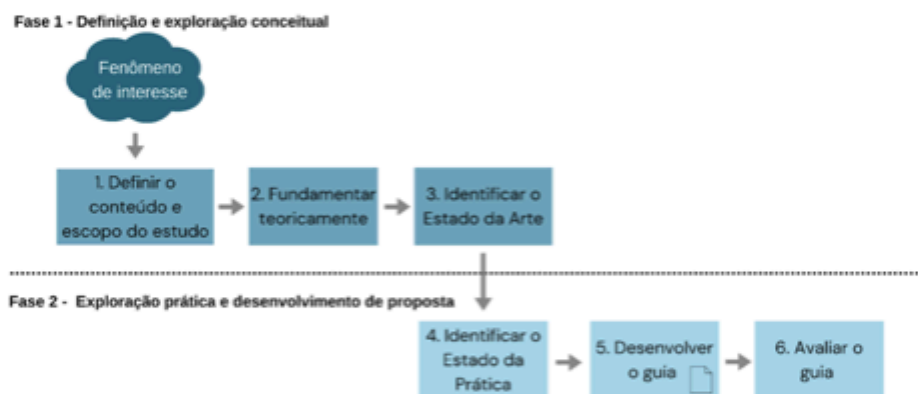 Fase 1 - Definição e exploração conceitual
Fenômeno
de interesse
1. Definir o
conteúdo e
escopo do estudo
2. Fundamentar
teoricamente
3. Identificar o
Estado da Arte
Fase 2 - Exploração prática e desenvolvimento de proposta
4. Identificar o
Estado da
Prática
5. Desenvolver
o guia
6. Avaliar o
guia